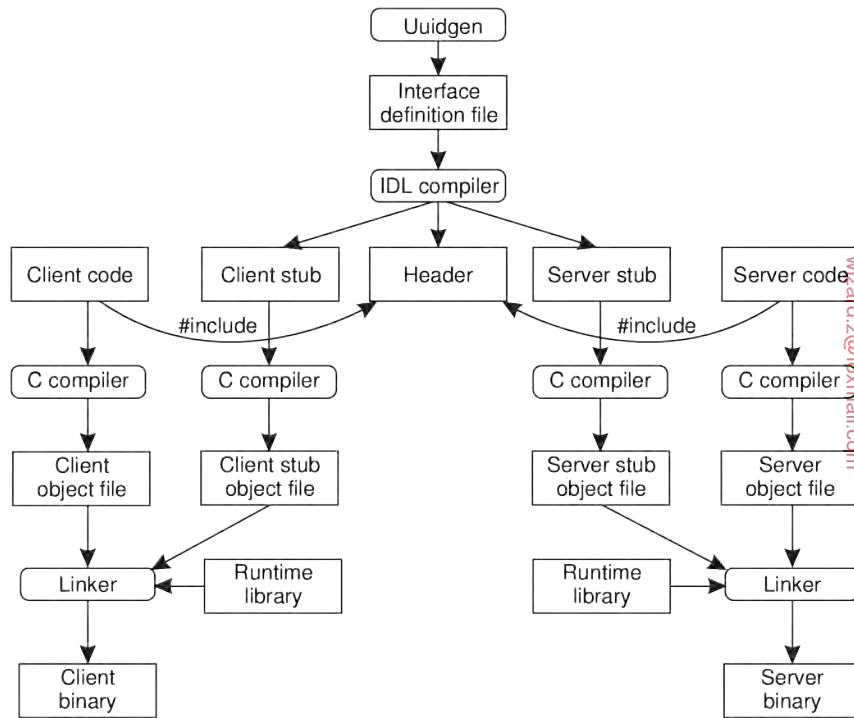 Uuidgen
Interface
definition file
IDL compiler
Client code
Client stub
Header
Server stub
Server code
#include
#include
C compiler
C compiler
C compiler
C compiler
Client
object file
Client stub
object file
Server stub
object file
Server
object file
Linker
Runtime
library
Runtime
library
Linker
Client
binary
Server
binary